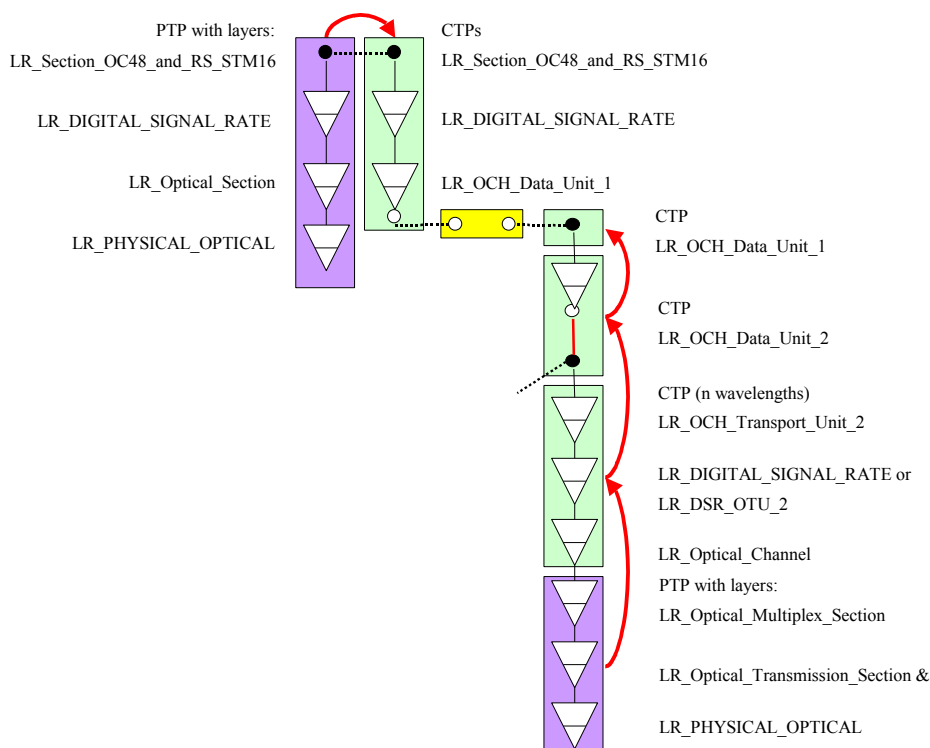 PTP with layers:
LR_Section_OC48_and_RS_STM16
LR_DIGITAL_SIGNAL_RATE
LR_Optical_Section
LR_PHYSICAL_OPTICAL
CTPs
LR_Section_OC48_and_RS_STM16
LR_DIGITAL_SIGNAL_RATE
LR_OCH_Data_Unit_1
CTP
LR_OCH_Data_Unit_1
CTP
LR_OCH_Data_Unit_2
CTP (n wavelengths)
LR_OCH_Transport_Unit_2
LR_DIGITAL_SIGNAL_RATE or
LR_DSR_OTU_2
LR_Optical_Channel
PTP with layers:
LR_Optical_Multiplex_Section
LR_Optical_Transmission_Section &
LR_PHYSICAL_OPTICAL